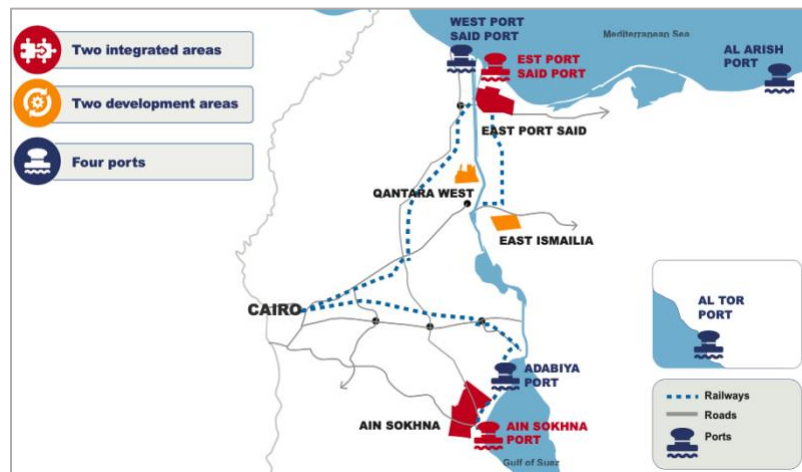 Two integrated areas
Two development areas
Four ports
WEST PORT
SAID PORT
EST PORT
SAID PORT
Mediterranean Sea
AL ARISH
PORT
EAST PORT SAID
QANTARA WEST
EAST ISMAILIA
CAIRO
AL TOR
PORT
ADABIYA
PORT
AIN SOKHNA
AIN SOKHNA
PORT
Gulf of Suez
Railways
Roads
Ports